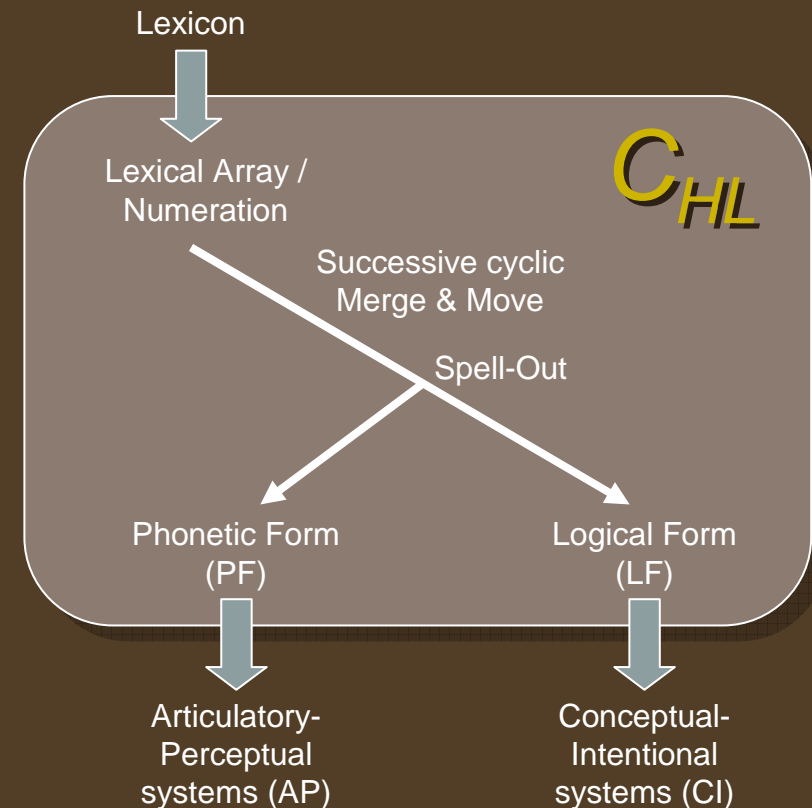 Lexicon
C_HL
Lexical Array /
Numeration
Successive cyclic
Merge & Move
Spell-Out
Phonetic Form
(PF)
Logical Form
(LF)
Articulatory-
Perceptual
systems (AP)
Conceptual-
Intentional
systems (CI)